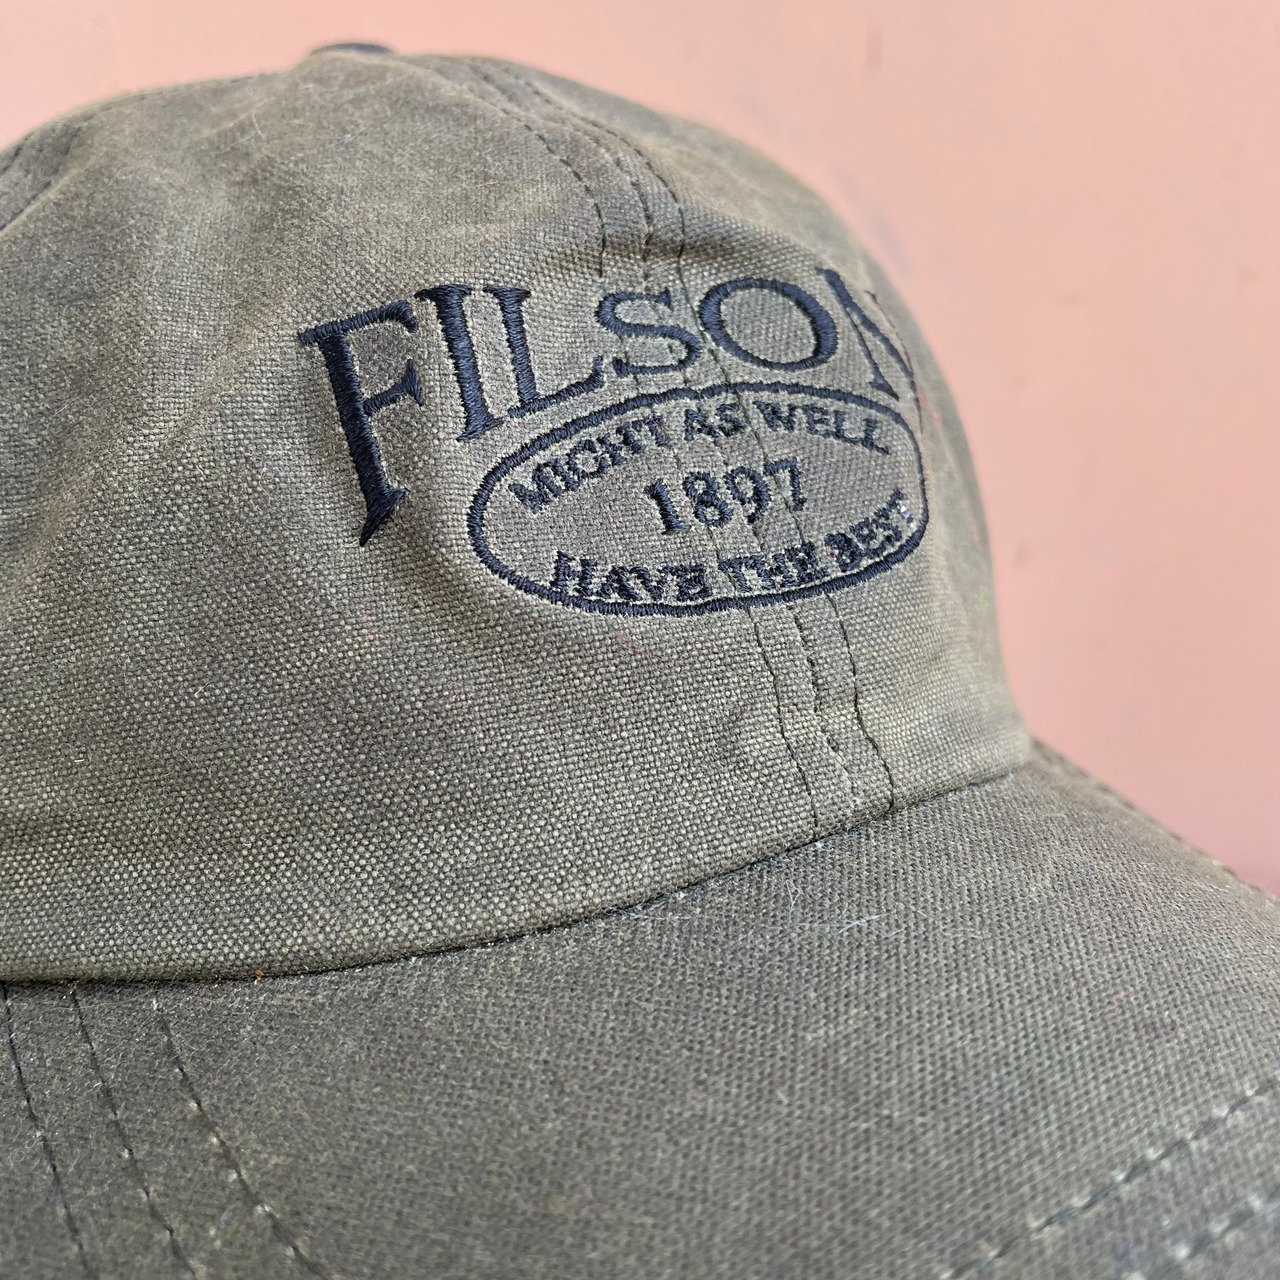 FILSON
MIGHT AS WELL
1897
HAVE THE BEST